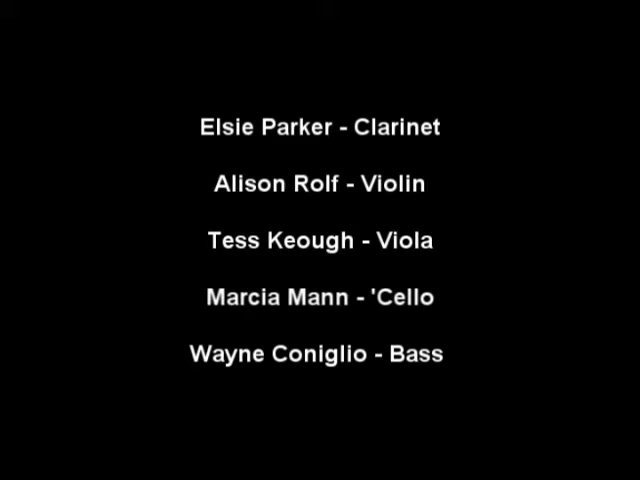 Elsie Parker - Clarinet
Alison Rolf - Violin
Tess Keough - Viola
Marcia Mann - 'Cello
Wayne Coniglio - Bass